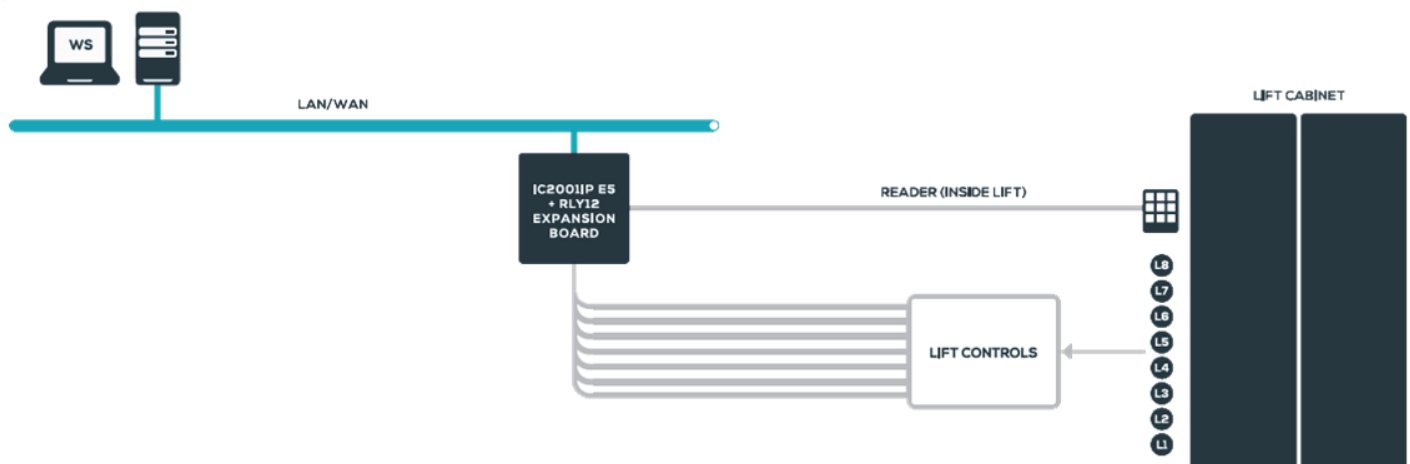 WS
LAN/WAN
LIFT CABINET
IC2001IP E5
+ RLY12
EXPANSION
BOARD
READER (INSIDE LIFT)
L8
L7
L6
L5
L4
L3
L2
L1
LIFT CONTROLS